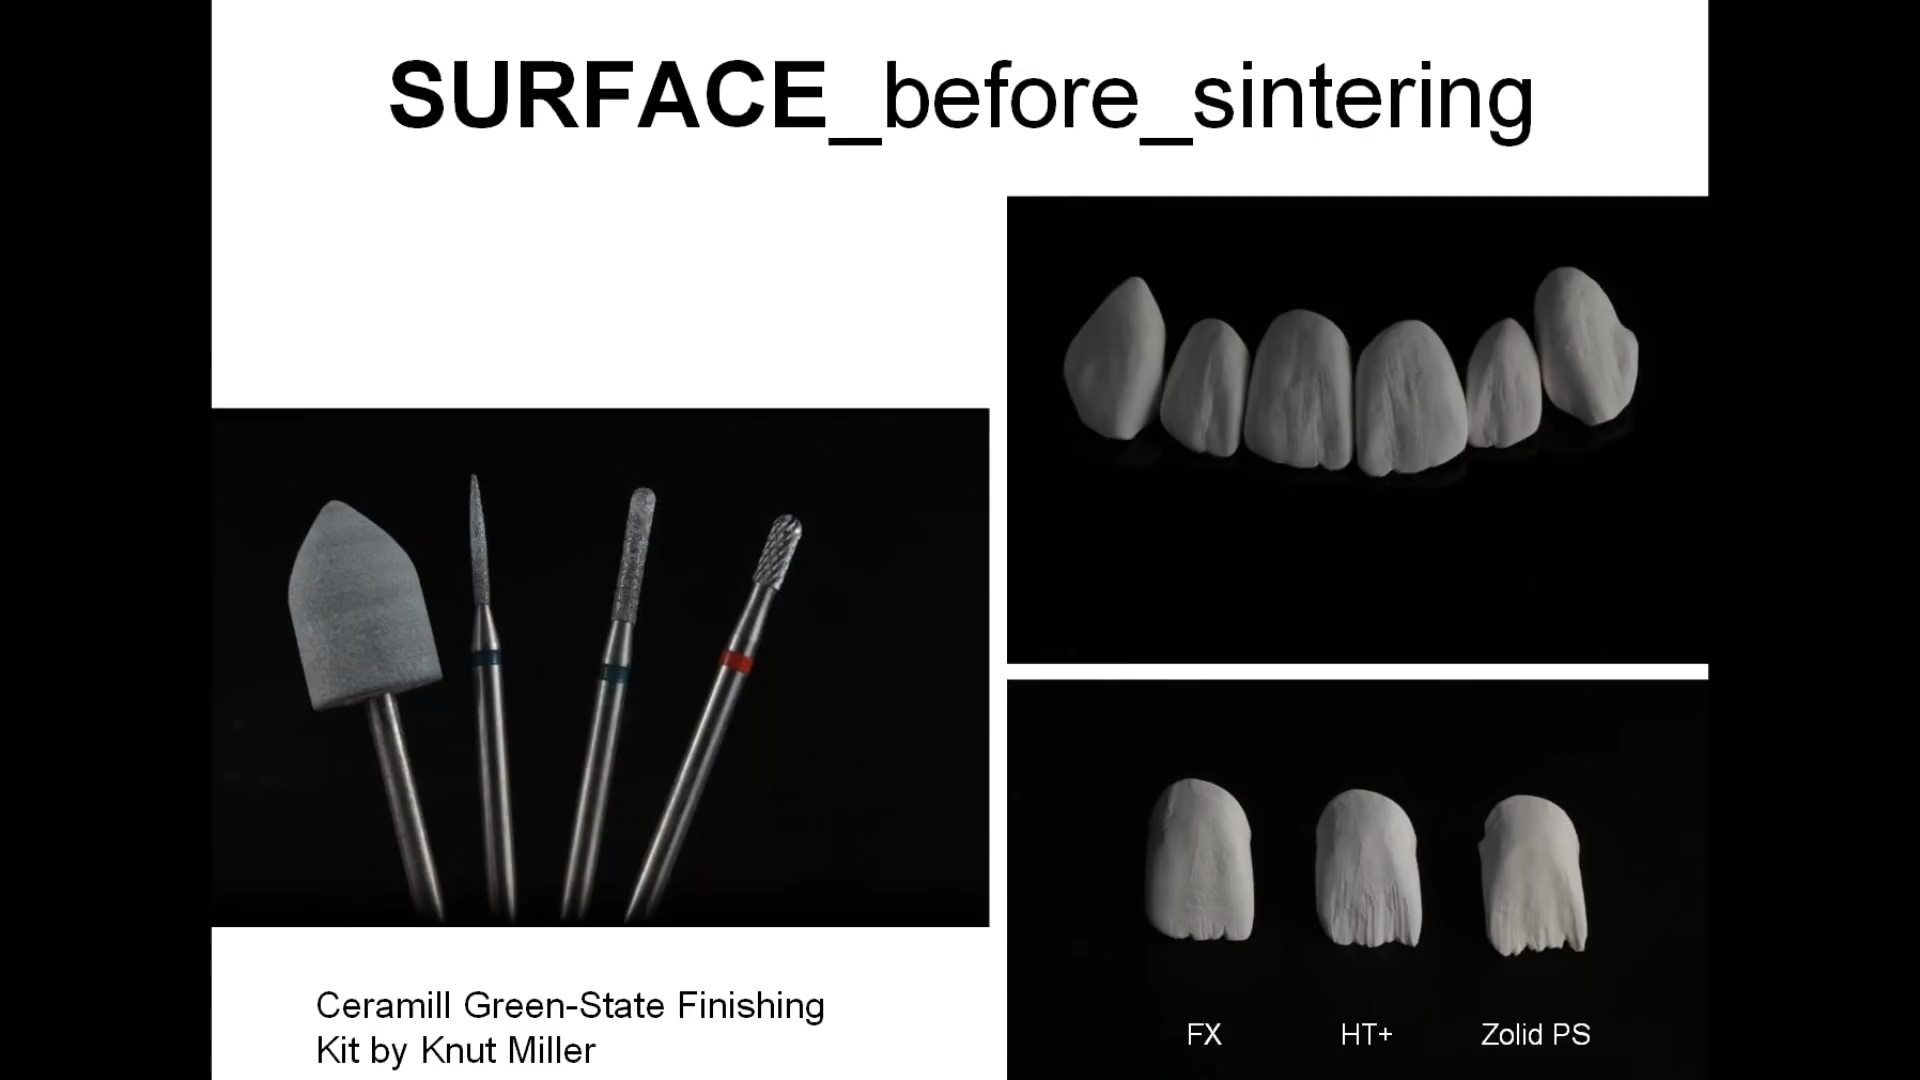 SURFACE_before_sintering
Ceramill Green-State Finishing
Kit by Knut Miller
FX
HT+
Zolid PS